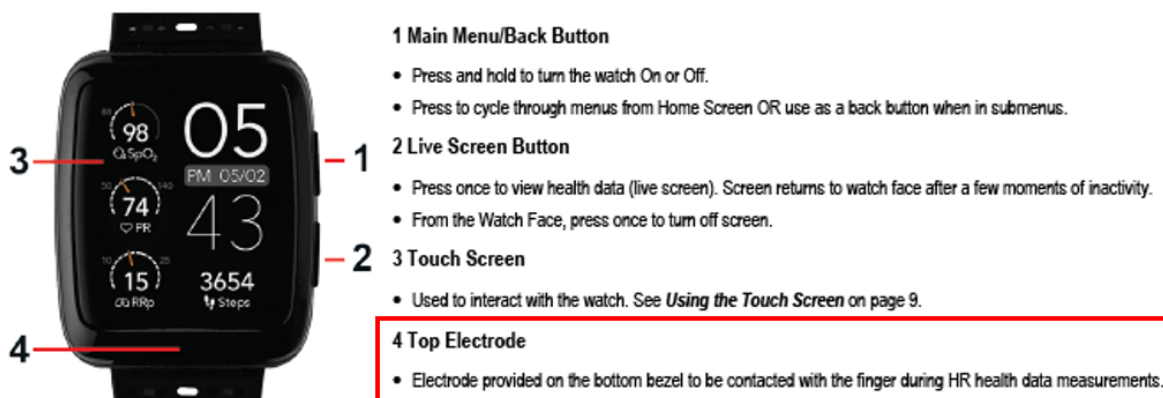 88
98
SpO₂
05
PM 05/02
50 140
74
PR
43
10 25
15
RRp
3654
Steps
3
4
1
2
1 Main Menu/Back Button
• Press and hold to turn the watch On or Off.
• Press to cycle through menus from Home Screen OR use as a back button when in submenus.
2 Live Screen Button
• Press once to view health data (live screen). Screen returns to watch face after a few moments of inactivity.
• From the Watch Face, press once to turn off screen.
3 Touch Screen
• Used to interact with the watch. See Using the Touch Screen on page 9.
4 Top Electrode
• Electrode provided on the bottom bezel to be contacted with the finger during HR health data measurements.